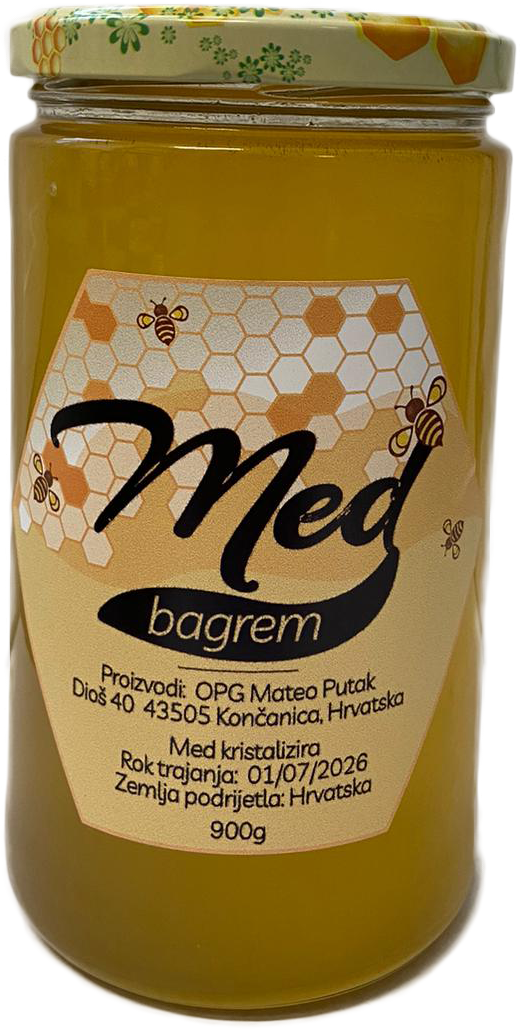 Med
bagrem
Proizvodi: OPG Mateo Putak
Dioš 40 43505 Končanica, Hrvatska
Med kristalizira
Rok trajanja: 01/07/2026
Zemlja podrijetla: Hrvatska
900g